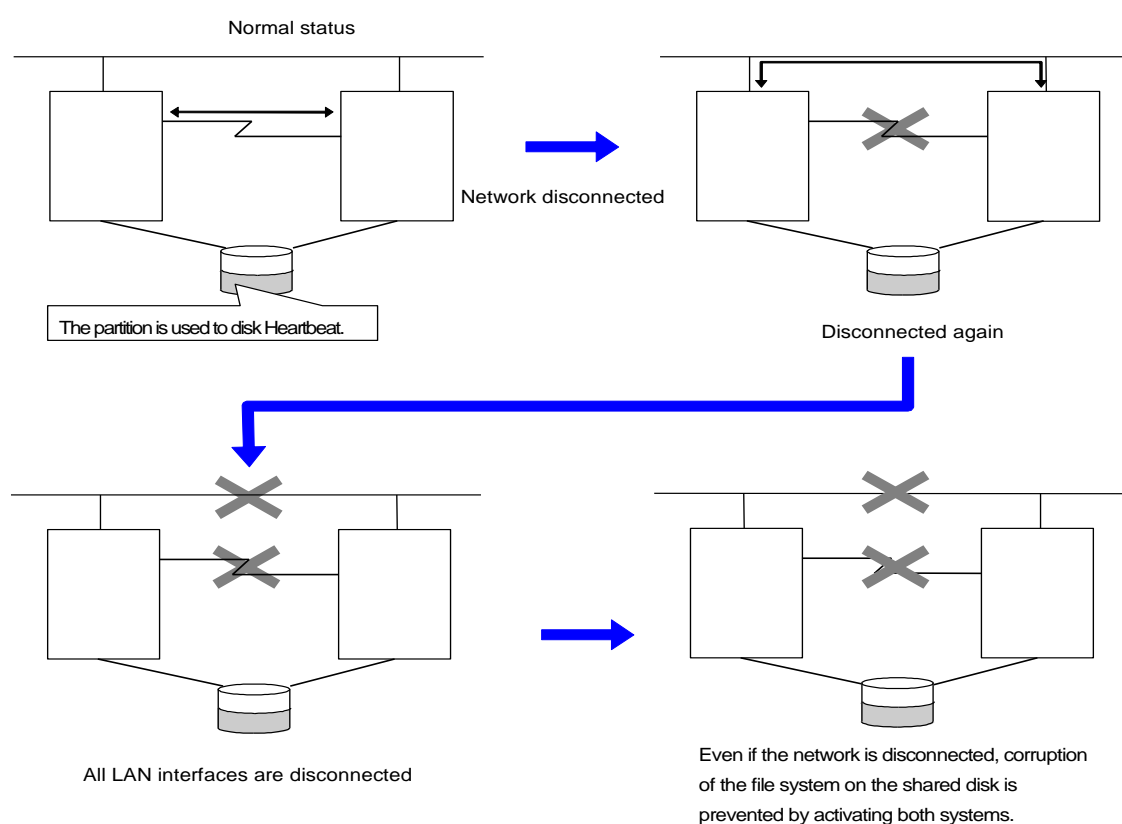 Normal status
Network disconnected
The partition is used to disk Heartbeat.
Disconnected again
All LAN interfaces are disconnected
Even if the network is disconnected, corruption
of the file system on the shared disk is
prevented by activating both systems.